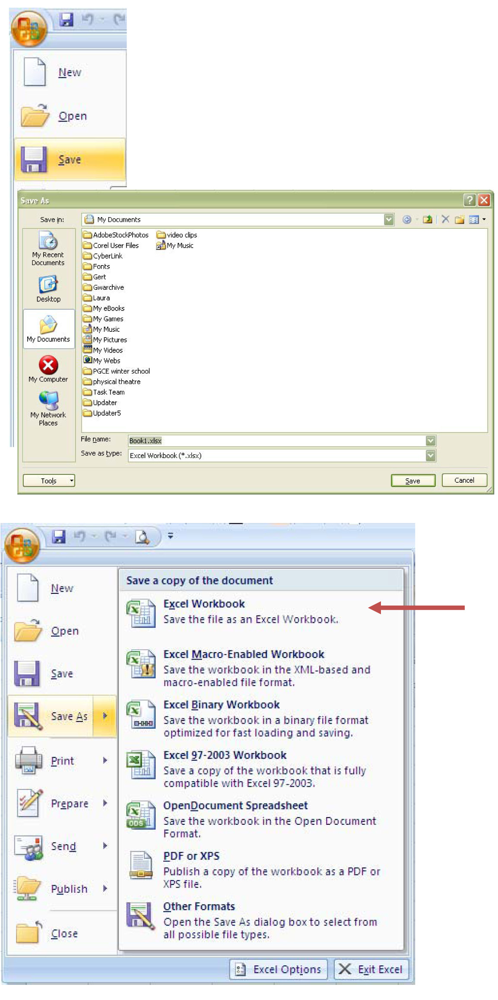 New
Open
Save
Save As
Save in:
My Documents
My Recent
Documents
Desktop
My Documents
My Computer
My Network
Places
AdobeStockPhotos
Corel User Files
CyberLink
Fonts
Gert
Gwarchive
Laura
My eBooks
My Games
My Music
My Pictures
My Videos
My Webs
PGCE winter school
physical theatre
Task Team
Updater
Updater5
video clips
My Music
File name:
Book1.xlsx
Save as type:
Excel Workbook (*.xlsx)
Tools
Save
Cancel
New
Open
Save
Save As
Print
Prepare
Send
Publish
Close
Save a copy of the document
Excel Workbook
Save the file as an Excel Workbook.
Excel Macro-Enabled Workbook
Save the workbook in the XML-based and
macro-enabled file format.
Excel Binary Workbook
Save the workbook in a binary file format
optimized for fast loading and saving.
Excel 97-2003 Workbook
Save a copy of the workbook that is fully
compatible with Excel 97-2003.
OpenDocument Spreadsheet
ODS
Save the workbook in the Open Document
Format.
PDF or XPS
Publish a copy of the workbook as a PDF or
XPS file.
Other Formats
Open the Save As dialog box to select from
all possible file types.
Excel Options
Exit Excel